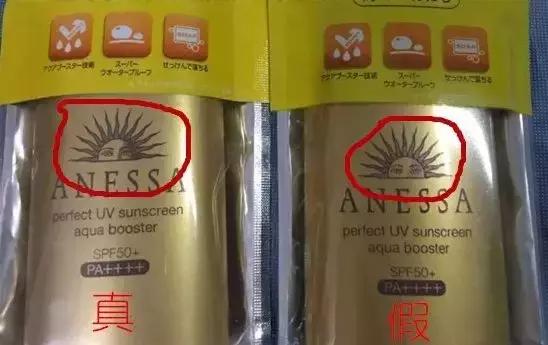 アクアブースター技術
スーパー
ウオータープルーフ
せっけんで落ちる
ANESSA
perfect UV sunscreen
aqua booster
SPF50+
PA++++
真
アクアブースター技術
スーパー
ウオータープルーフ
せっけんで落ちる
ANESSA
perfect UV sunscreen
aqua booster
SPF50+
PA++++
假